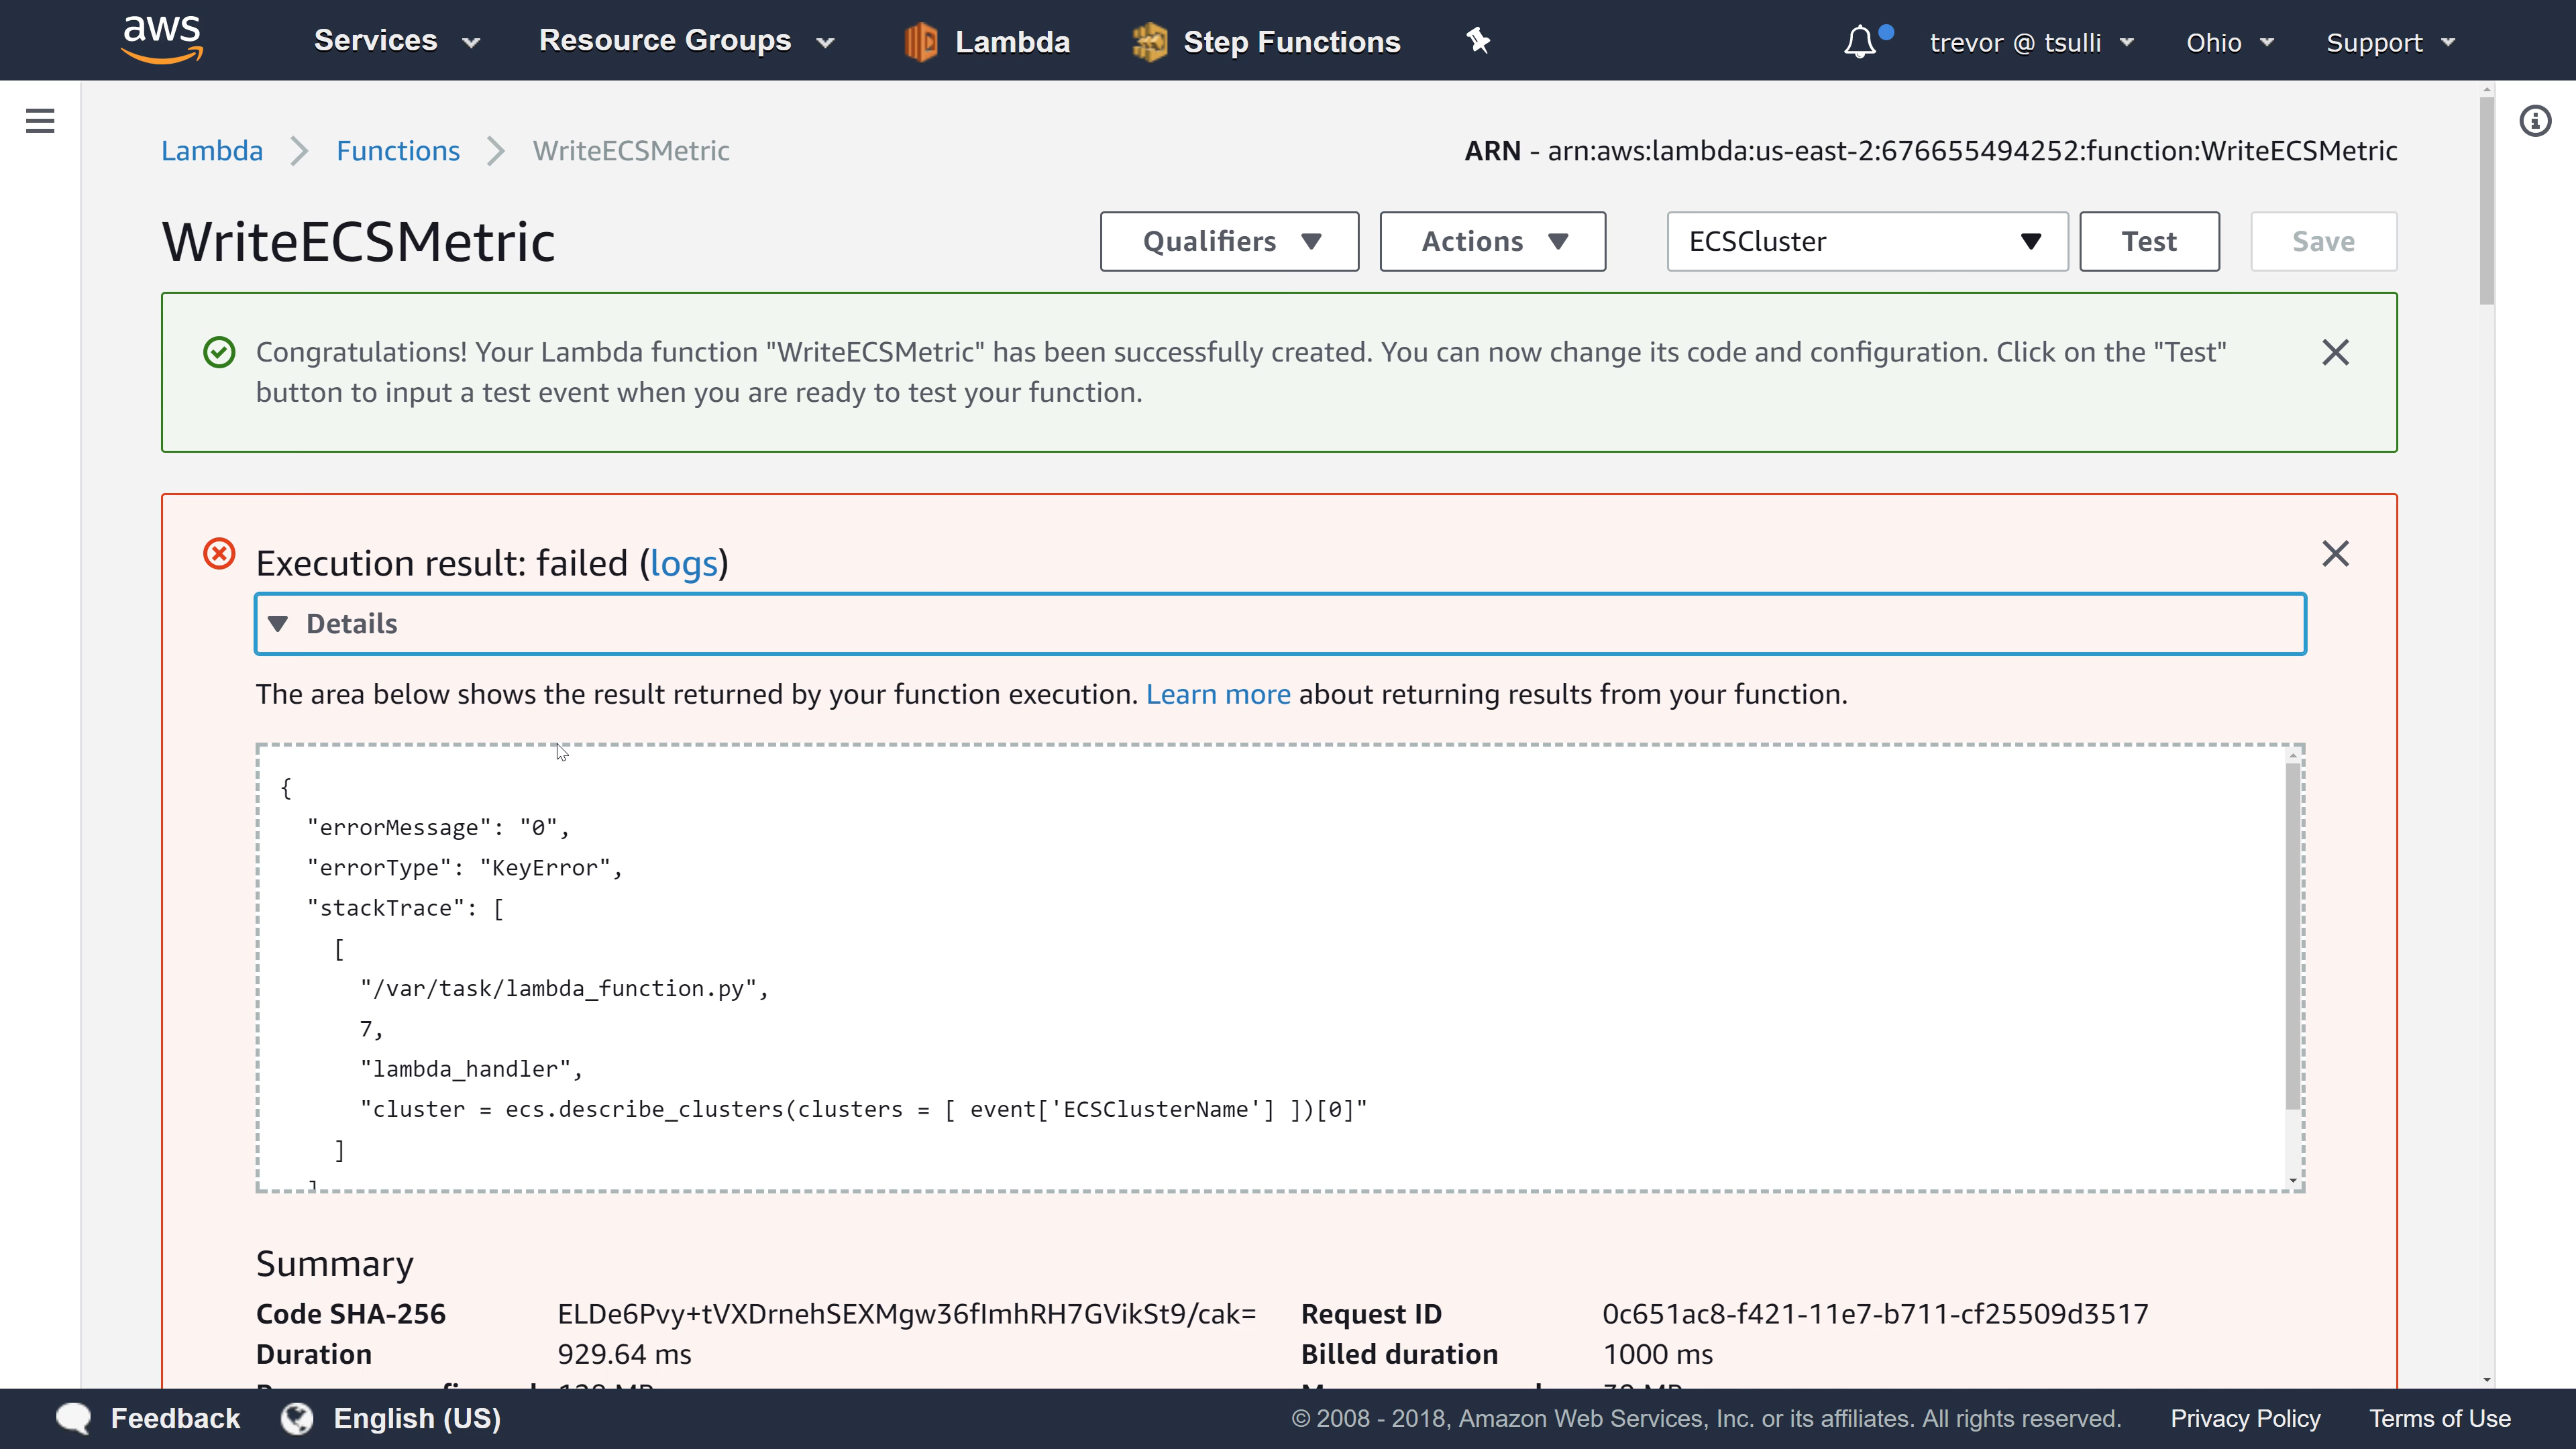 aws Services Resource Groups Lambda Step Functions trevor @ tsulli Ohio Support
Lambda Functions WriteECSMetric ARN - arn:aws:lambda:us-east-2:676655494252:function:WriteECSMetric
WriteECSMetric Qualifiers Actions ECSCluster Test Save
Congratulations! Your Lambda function "WriteECSMetric" has been successfully created. You can now change its code and configuration. Click on the "Test"
button to input a test event when you are ready to test your function.
Execution result: failed (logs)
Details
The area below shows the result returned by your function execution. Learn more about returning results from your function.
{
"errorMessage": "0",
"errorType": "KeyError",
"stackTrace": [
[
"/var/task/lambda_function.py",
7,
"lambda_handler",
"cluster = ecs.describe_clusters(clusters = [ event['ECSClusterName'] ])[0]"
]
]
Summary
Code SHA-256 ELDe6Pvy+tVXDrnehSEXMgw36fImhRH7GVikSt9/cak= Request ID 0c651ac8-f421-11e7-b711-cf25509d3517
Duration 929.64 ms Billed duration 1000 ms
Feedback English (US) © 2008 - 2018, Amazon Web Services, Inc. or its affiliates. All rights reserved. Privacy Policy Terms of Use